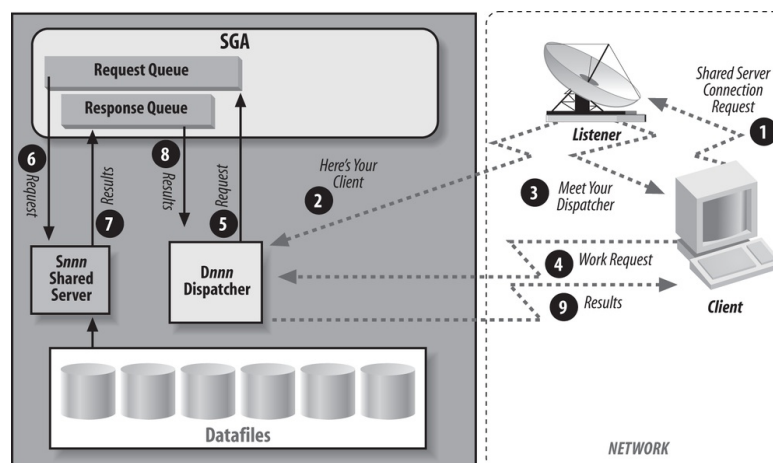 SGA
Request Queue
Response Queue
6
Request
Results
7
8
Results
Request
5
Here's Your
Client
2
Listener
Shared Server
Connection
Request
1
3
Meet Your
Dispatcher
Snnn
Shared
Server
Dnnn
Dispatcher
4
Work Request
9
Results
Client
Datafiles
NETWORK